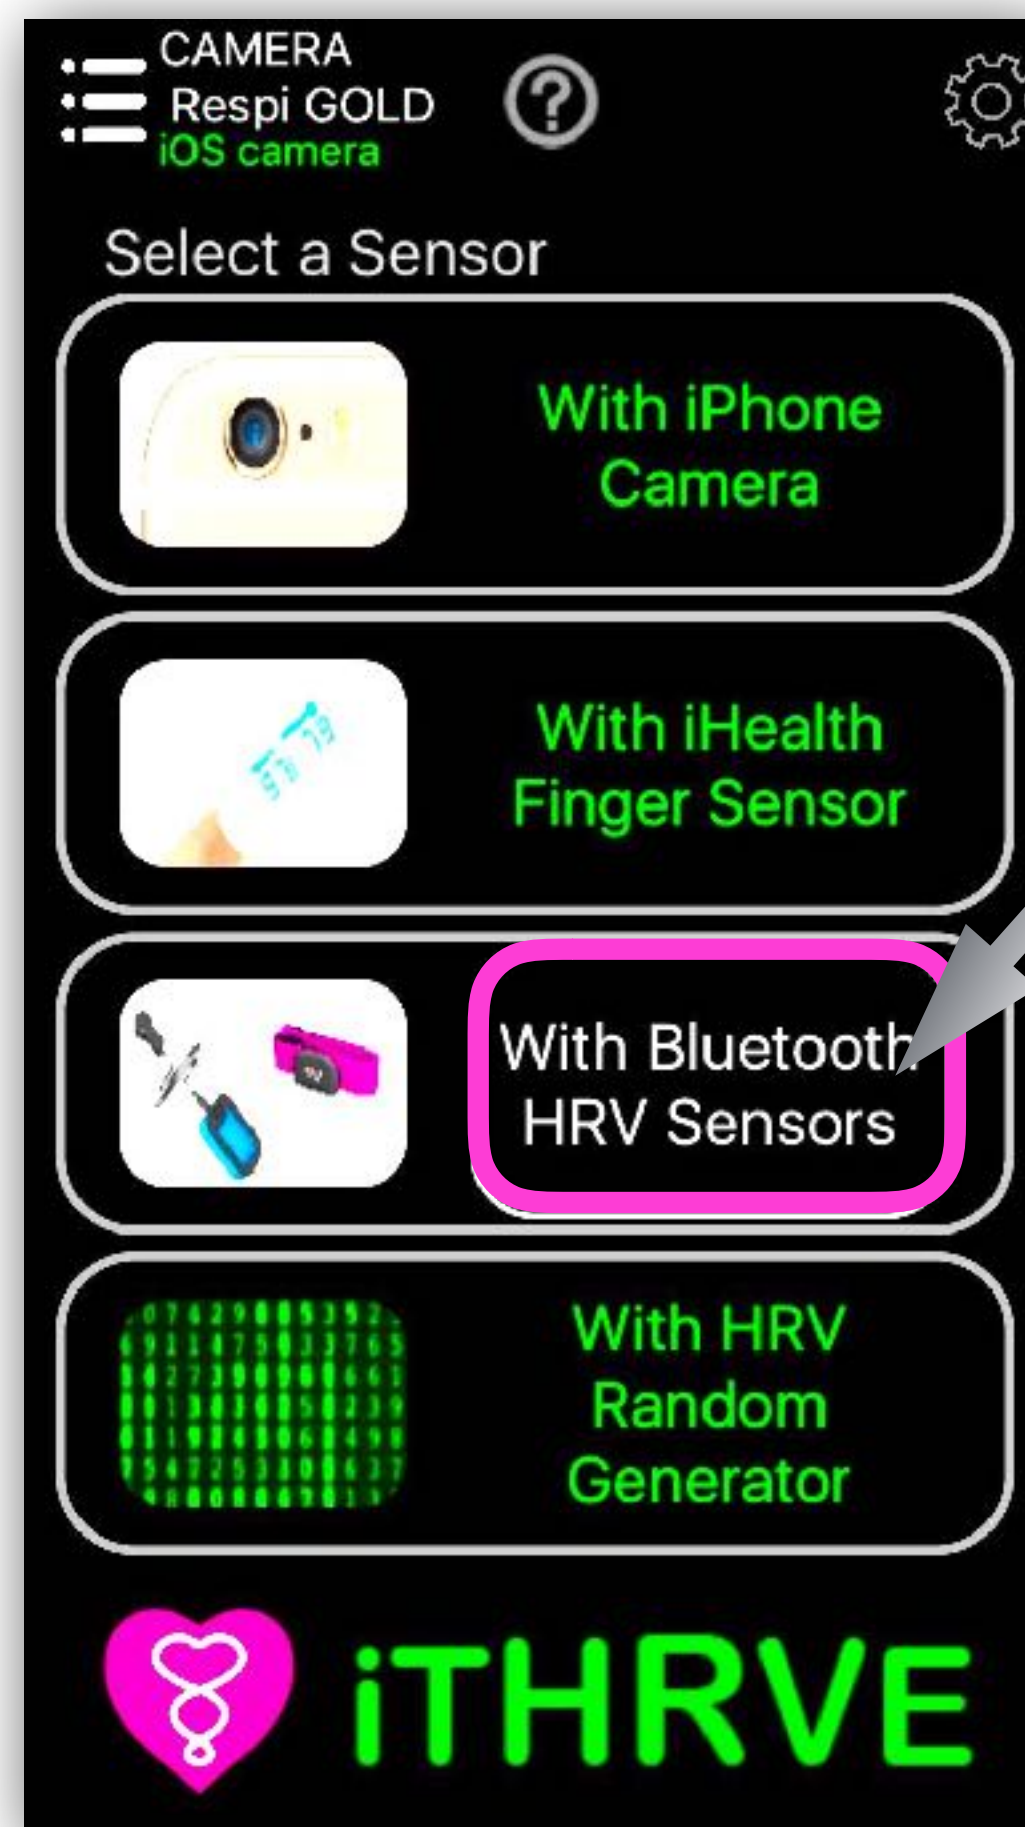 CAMERA
Respi GOLD
iOS camera
Select a Sensor
With iPhone
Camera
With iHealth
Finger Sensor
With Bluetooth
HRV Sensors
With HRV
Random
Generator
iTHRVE